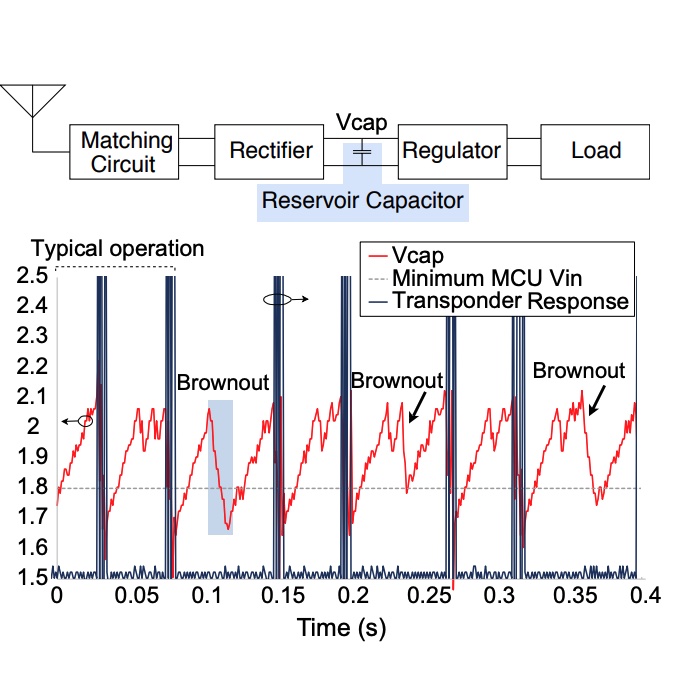 Vcap
Matching
Circuit
Rectifier
Regulator
Load
Reservoir Capacitor
Typical operation
Vcap
Minimum MCU Vin
Transponder Response
2.5
2.4
2.3
2.2
2.1
2
1.9
1.8
1.7
1.6
1.5
Brownout
Brownout
Brownout
0 0.05 0.1 0.15 0.2 0.25 0.3 0.35 0.4
Time (s)